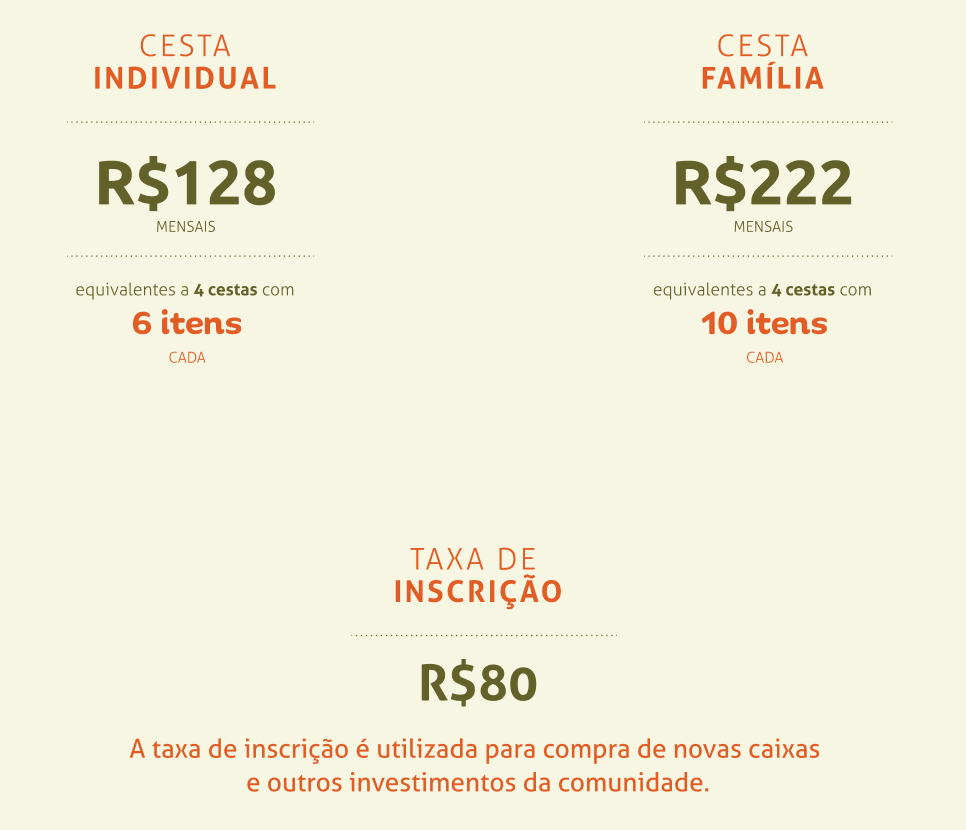 CESTA
INDIVIDUAL
R$128
MENSAIS
equivalentes a 4 cestas com
6 itens
CADA
CESTA
FAMÍLIA
R$222
MENSAIS
equivalentes a 4 cestas com
10 itens
CADA
TAXA DE
INSCRIÇÃO
R$80
A taxa de inscrição é utilizada para compra de novas caixas
e outros investimentos da comunidade.